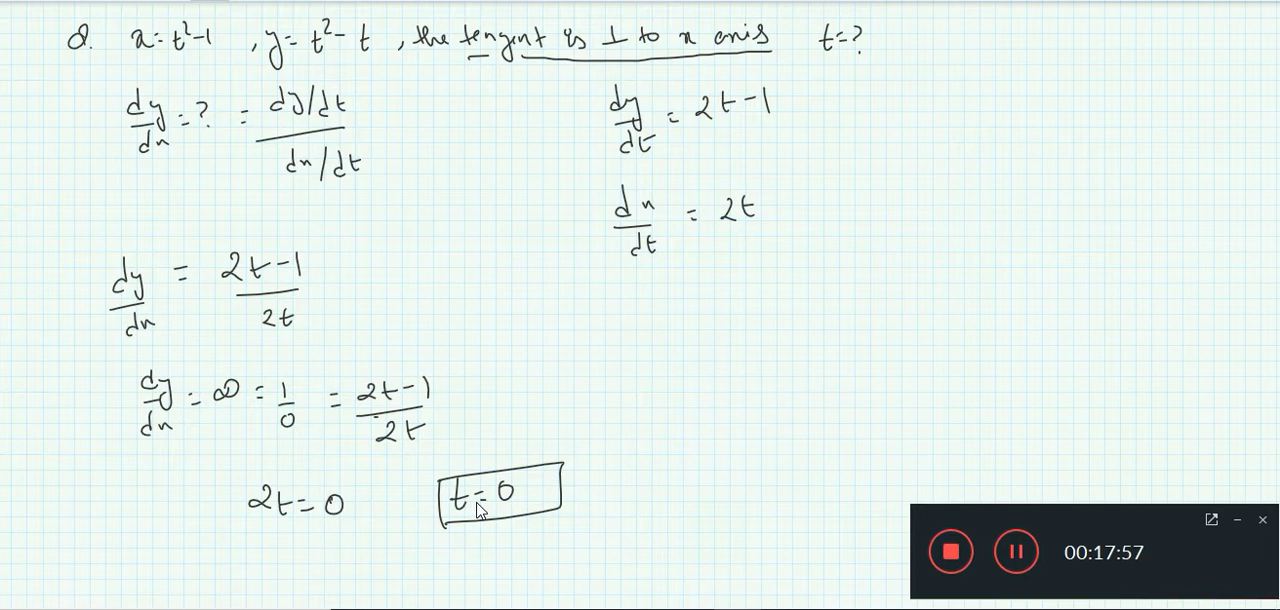 Q. x = t²-1 , y = t² - t , the tengent is ⊥ to x axis t=?
dy/dx = ? = dy/dt / dx/dt
dy/dt = 2t-1
dx/dt = 2t
dy/dx = 2t-1 / 2t
dy/dx = ∞ = 1/0 = 2t-1 / 2t
2t = 0 t = 0
00:17:57